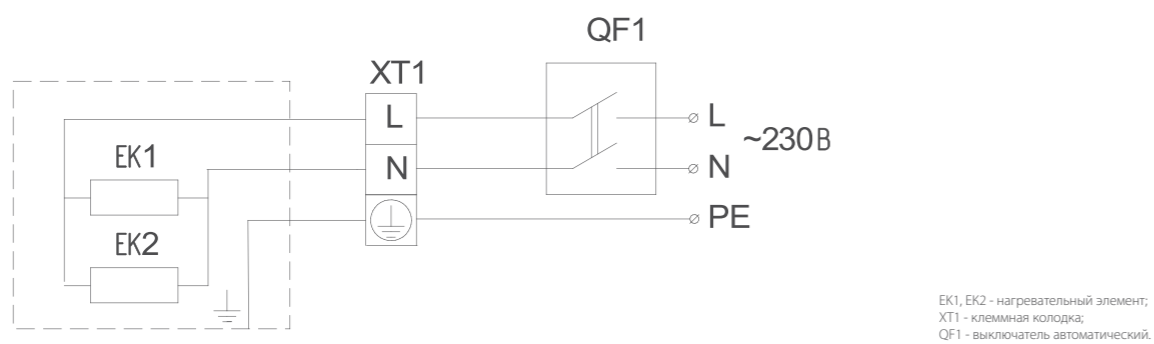 QF1
XT1
L
L
~230В
EK1
N
N
PE
EK2
EK1, EK2 - нагревательный элемент;
XT1 - клеммная колодка;
QF1 - выключатель автоматический.